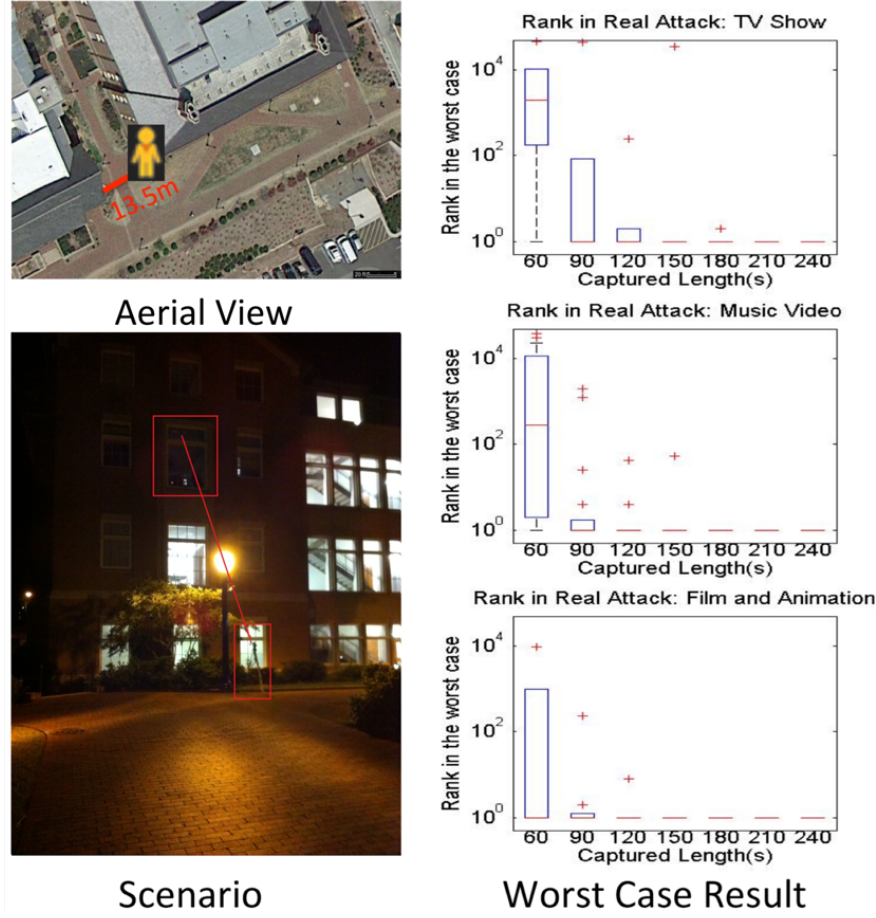 13.5m
Aerial View
Scenario
Rank in Real Attack: TV Show
Rank in the worst case
10^4
10^2
10^0
60 90 120 150 180 210 240
Captured Length(s)
Rank in Real Attack: Music Video
Rank in the worst case
10^4
10^2
10^0
60 90 120 150 180 210 240
Captured Length(s)
Rank in Real Attack: Film and Animation
Rank in the worst case
10^4
10^2
10^0
60 90 120 150 180 210 240
Captured Length(s)
Worst Case Result